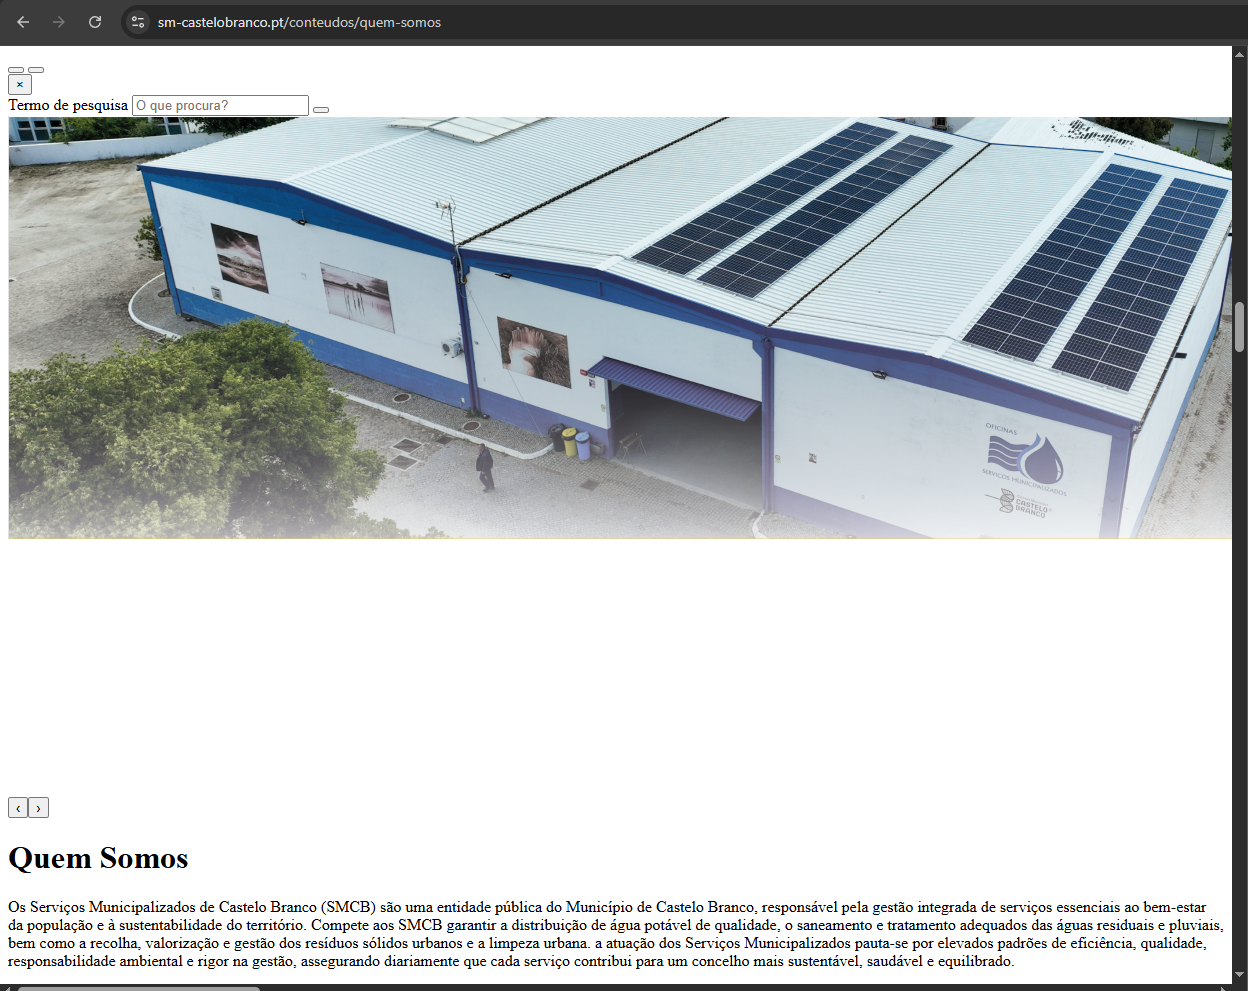 sm-castelobranco.pt/conteudos/quem-somos
×
Termo de pesquisa O que procura?
OFICINAS
SERVIÇOS MUNICIPALIZADOS
CASTELO
BRANCO
‹ ›
Quem Somos
Os Serviços Municipalizados de Castelo Branco (SMCB) são uma entidade pública do Município de Castelo Branco, responsável pela gestão integrada de serviços essenciais ao bem-estar
da população e à sustentabilidade do território. Compete aos SMCB garantir a distribuição de água potável de qualidade, o saneamento e tratamento adequados das águas residuais e pluviais,
bem como a recolha, valorização e gestão dos resíduos sólidos urbanos e a limpeza urbana. a atuação dos Serviços Municipalizados pauta-se por elevados padrões de eficiência, qualidade,
responsabilidade ambiental e rigor na gestão, assegurando diariamente que cada serviço contribui para um concelho mais sustentável, saudável e equilibrado.